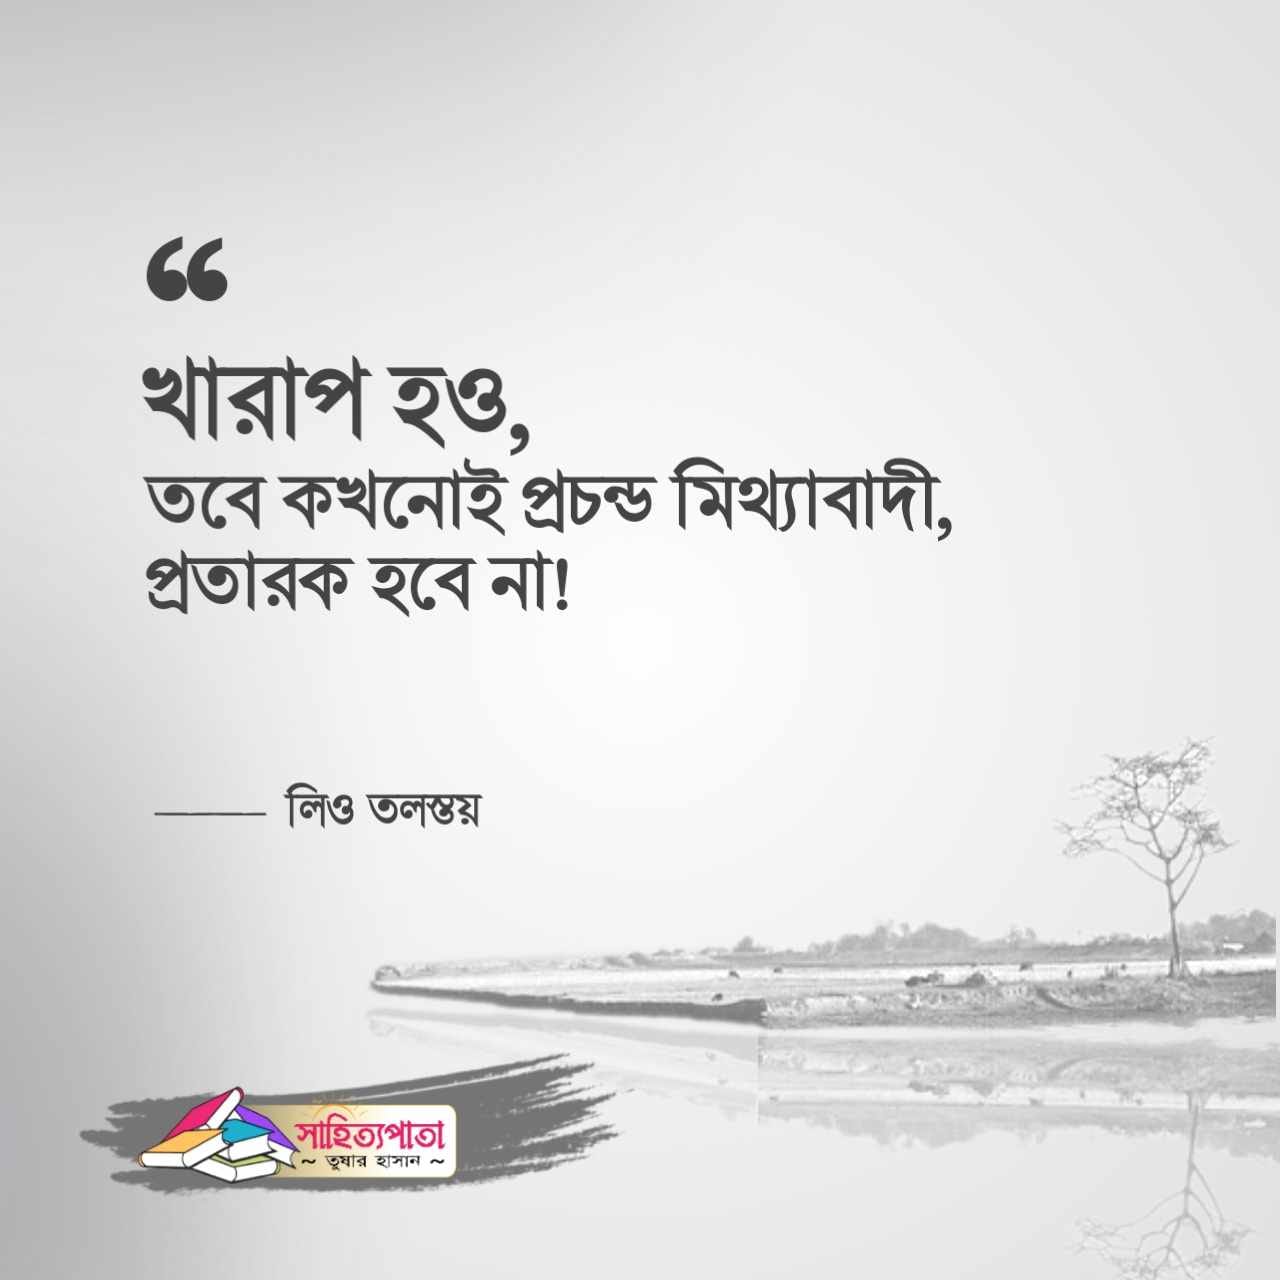 “
খারাপ হও,
তবে কখনোই প্রচন্ড মিথ্যাবাদী,
প্রতারক হবে না!
——— লিও তলস্তয়
সাহিত্যপাতা
~ তুষার হাসান ~